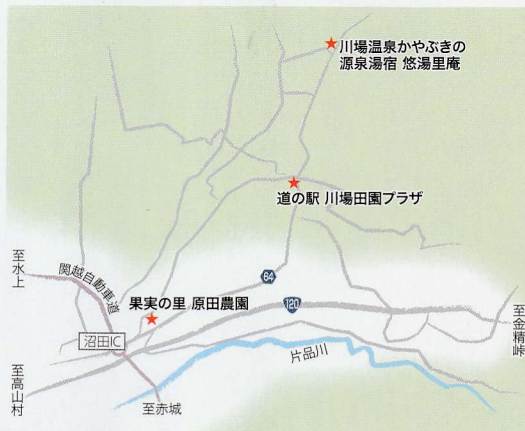 川場温泉かやぶきの
源泉湯宿 悠湯里庵
道の駅 川場田園プラザ
64
120
果実の里 原田農園
関越自動車道
至水上
沼田IC
片品川
至金精峠
至高山村
至赤城